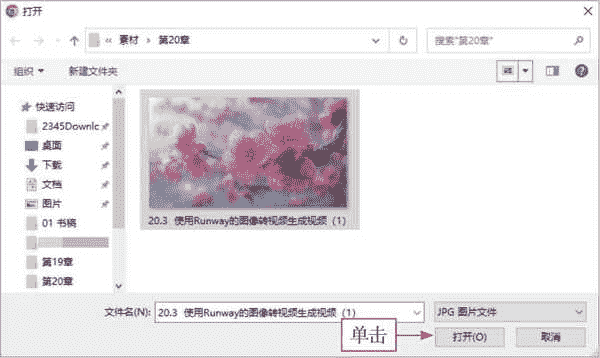 打开
« 素材 › 第20章
搜索"第20章"
组织 新建文件夹
快速访问
2345Downlc
桌面
下载
文档
图片
01 书稿
第19章
第20章
20.3 使用Runway的图像转视频生成视频（1）
文件名(N): 20.3 使用Runway的图像转视频生成视频（1） JPG 图片文件
单击
打开(O) 取消